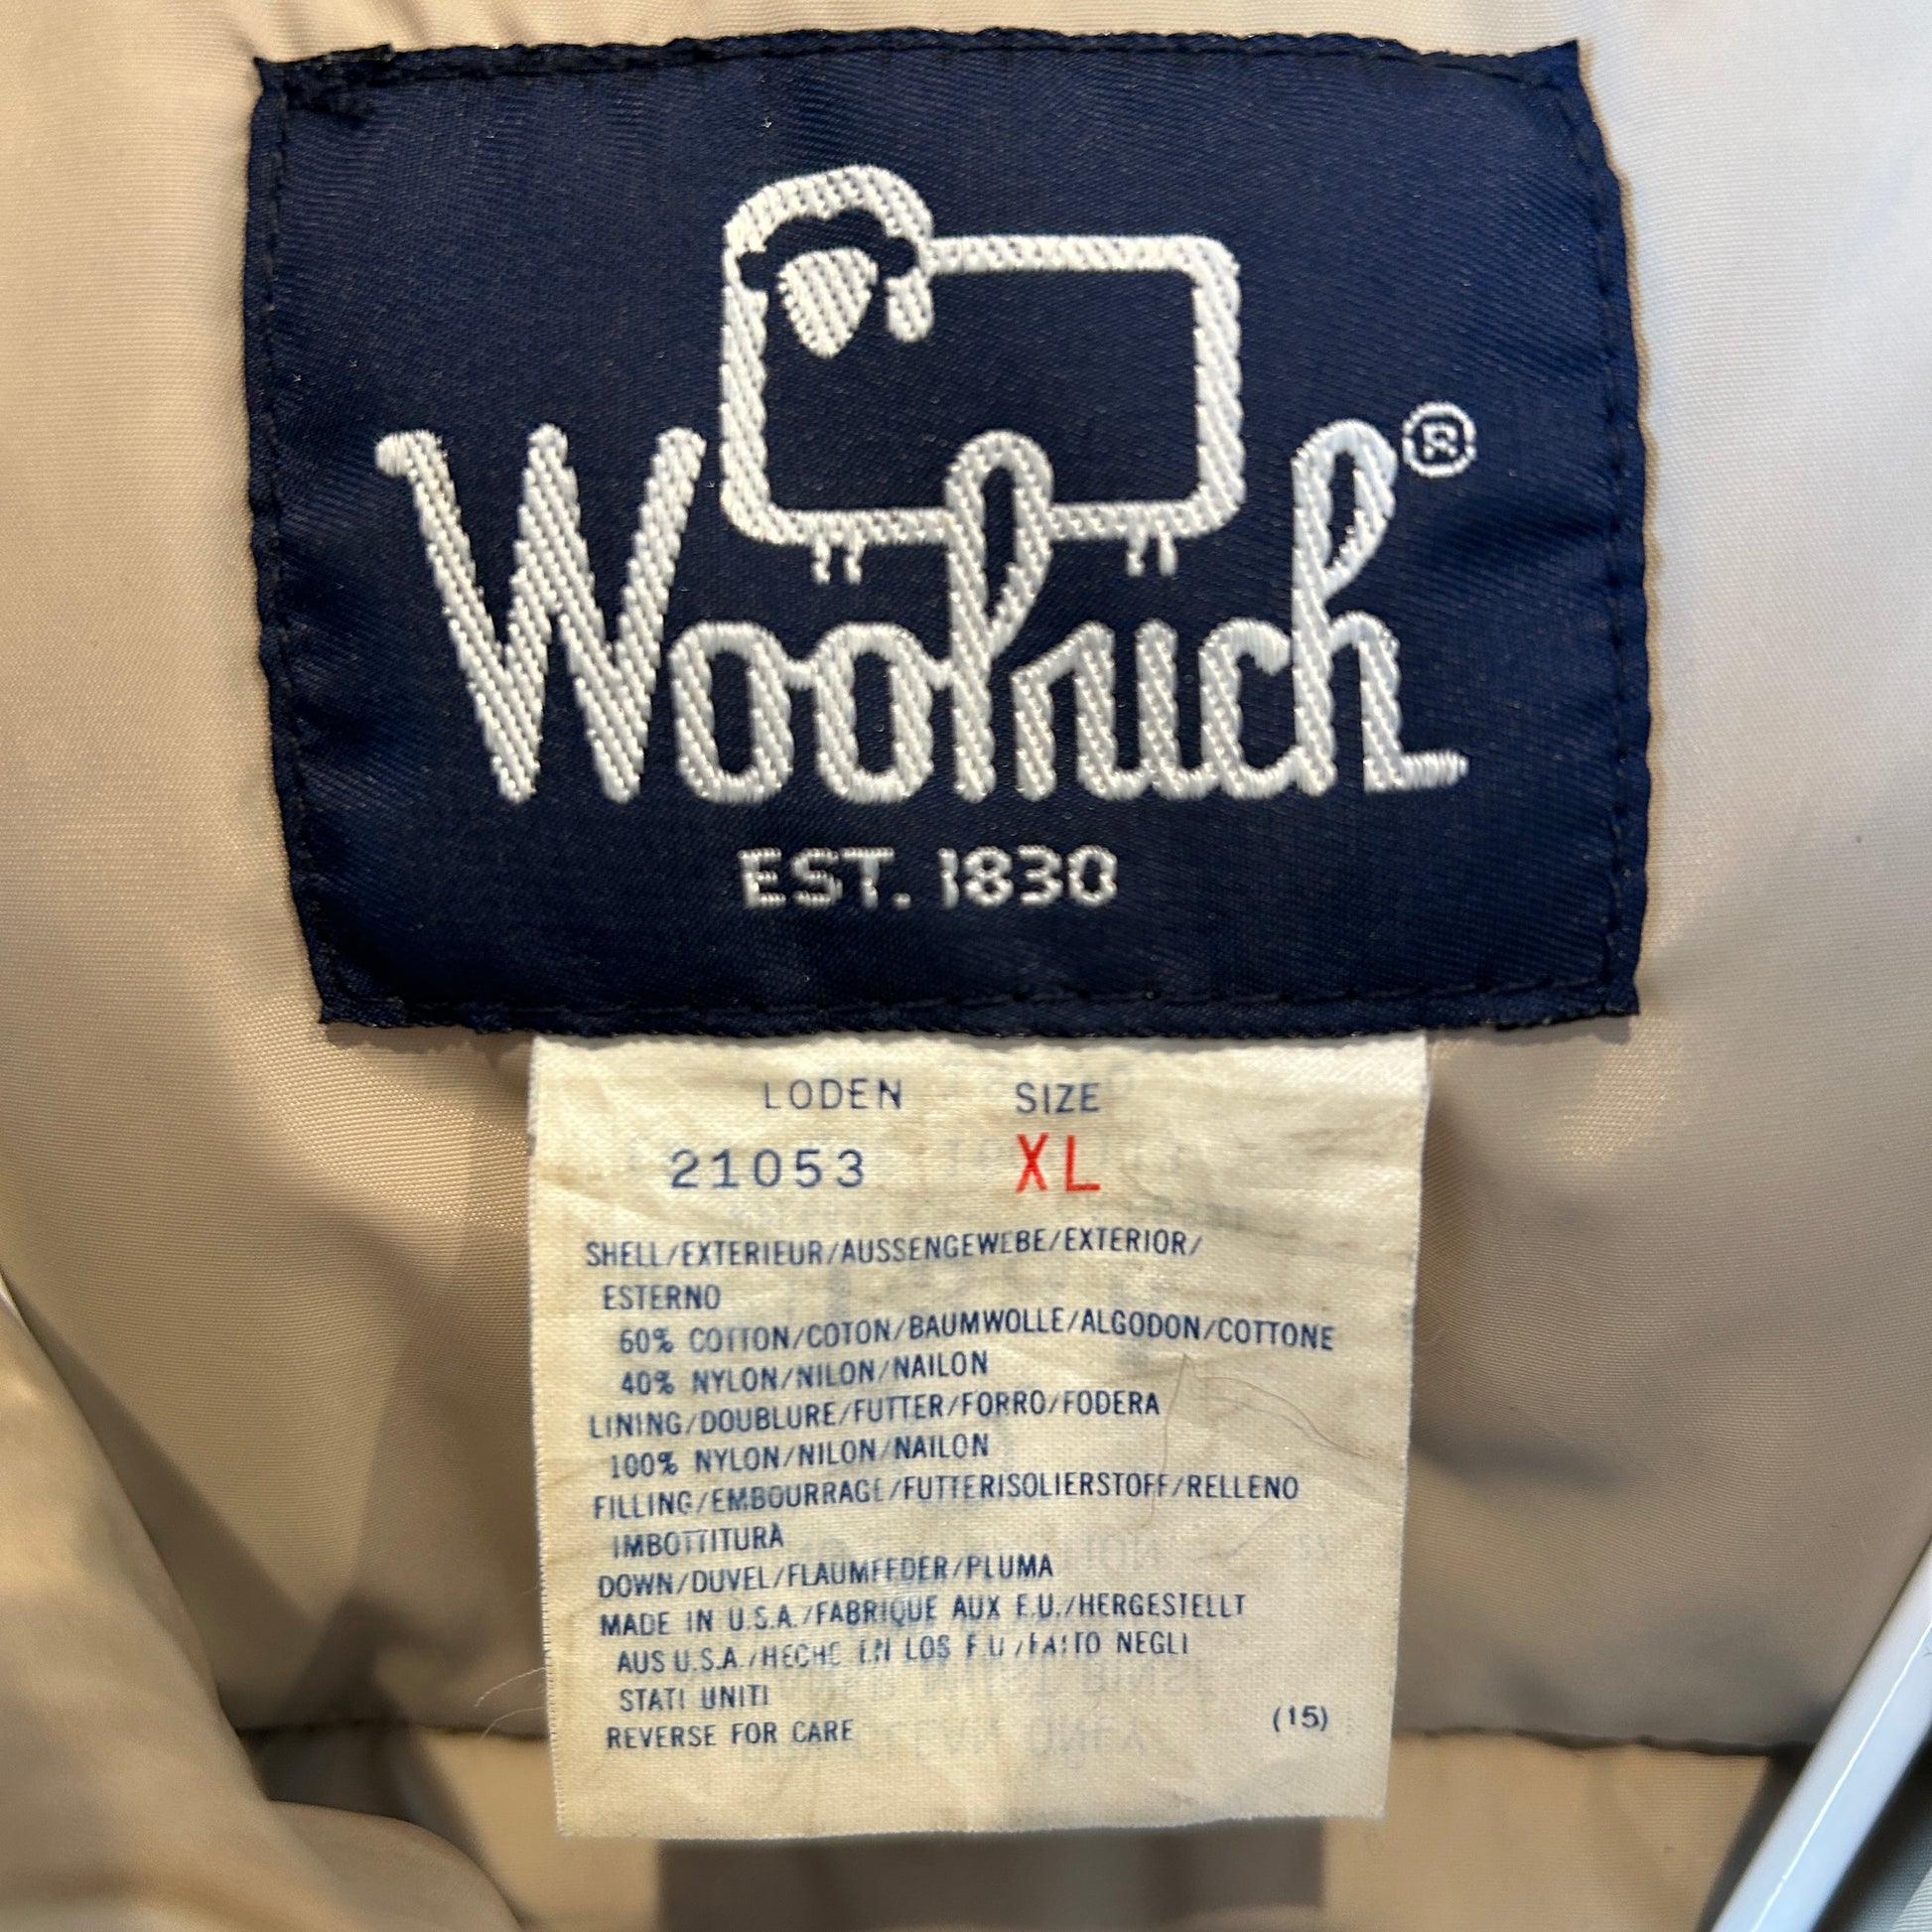 Woolrich®
EST. 1830
LODEN SIZE
21053 XL
SHELL/EXTERIEUR/AUSSENGEWEBE/EXTERIOR/
ESTERNO
60% COTTON/COTON/BAUMWOLLE/ALGODON/COTTONE
40% NYLON/NILON/NAILON
LINING/DOUBLURE/FUTTER/FORRO/FODERA
100% NYLON/NILON/NAILON
FILLING/EMBOURRAGE/FUTTERISOLIERSTOFF/RELLENO
IMBOTTITURA
DOWN/DUVEL/FLAUMFEDER/PLUMA
MADE IN U.S.A./FABRIQUE AUX E.U./HERGESTELLT
AUS U.S.A./HECHE EN LOS E.U./FATTO NEGLI
STATI UNITI
REVERSE FOR CARE (15)